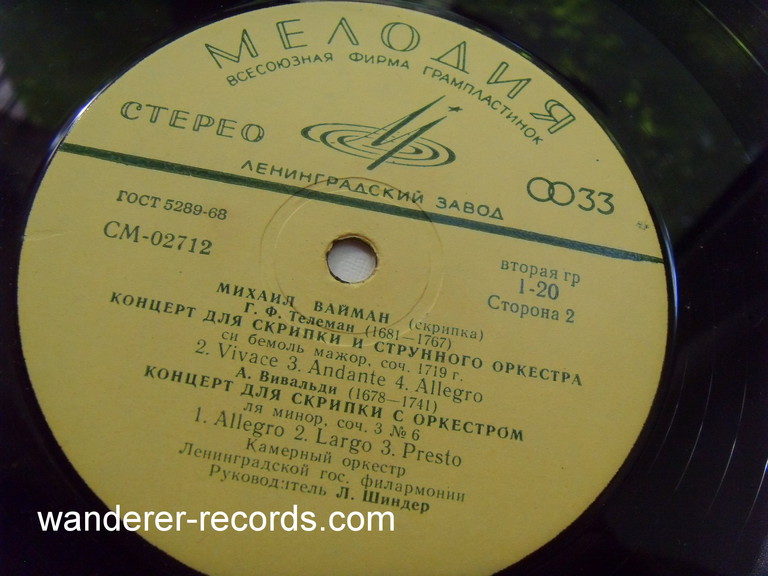 МЕЛОДИЯ
ВСЕСОЮЗНАЯ ФИРМА ГРАМПЛАСТИНОК
СТЕРЕО
ЛЕНИНГРАДСКИЙ ЗАВОД
33
ГОСТ 5289-68
СМ-02712
вторая гр
1-20
Сторона 2
МИХАИЛ ВАЙМАН (скрипка)
Г. Ф. Телеман (1681—1767)
КОНЦЕРТ ДЛЯ СКРИПКИ И СТРУННОГО ОРКЕСТРА
си бемоль мажор, соч. 1719 г.
2. Vivace 3. Andante 4. Allegro
А. Вивальди (1678—1741)
КОНЦЕРТ ДЛЯ СКРИПКИ С ОРКЕСТРОМ
ля минор, соч. 3 № 6
1. Allegro 2. Largo 3. Presto
Камерный оркестр
Ленинградской гос. филармонии
Руководитель Л. Шиндер
wanderer-records.com